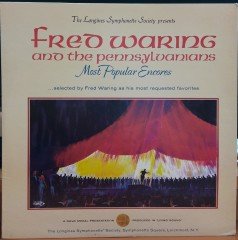 The Longines Symphonette Society presents
FRED WARING
and the pennsylvanians
Most Popular Encores
...selected by Fred Waring as his most requested favorites
The Longines Symphonette Society, Symphonette Square, Larchmont, N.Y.